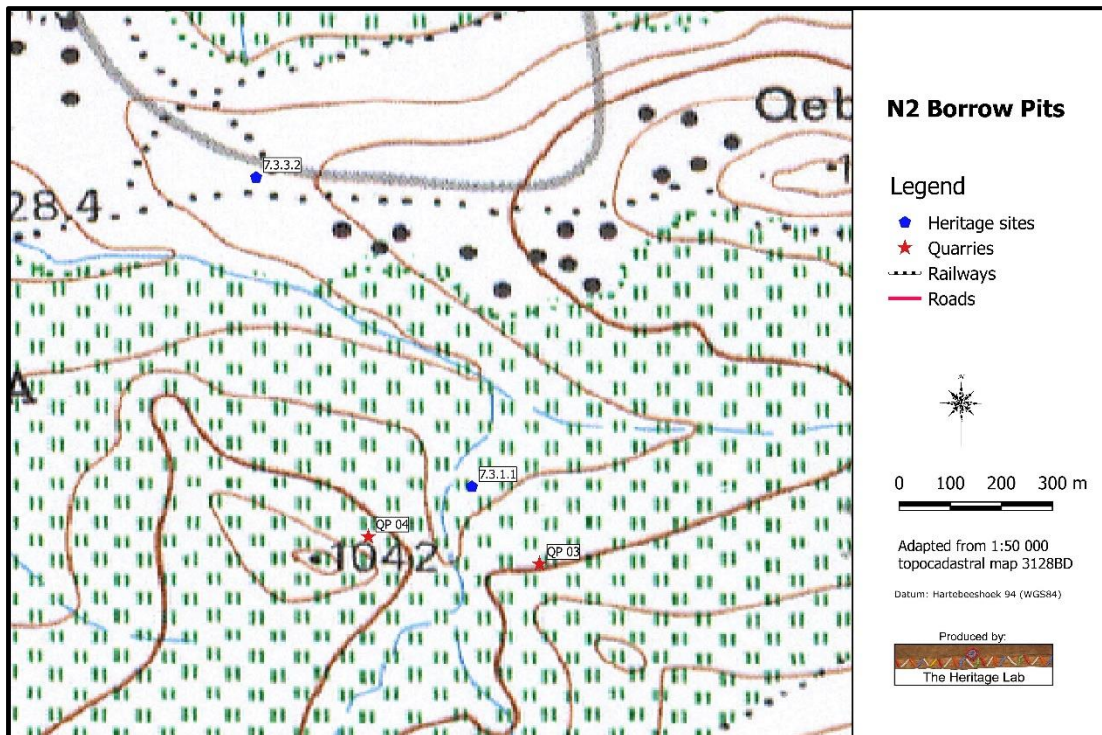 Qeb
7.3.3.2
28.4
A
7.3.1.1
QP 04
QP 03
1042
N2 Borrow Pits
Legend
Heritage sites
Quarries
Railways
Roads
N
0 100 200 300 m
Adapted from 1:50 000
topocadastral map 3128BD
Datum: Hartebeeshoek 94 (WGS84)
Produced by:
The Heritage Lab